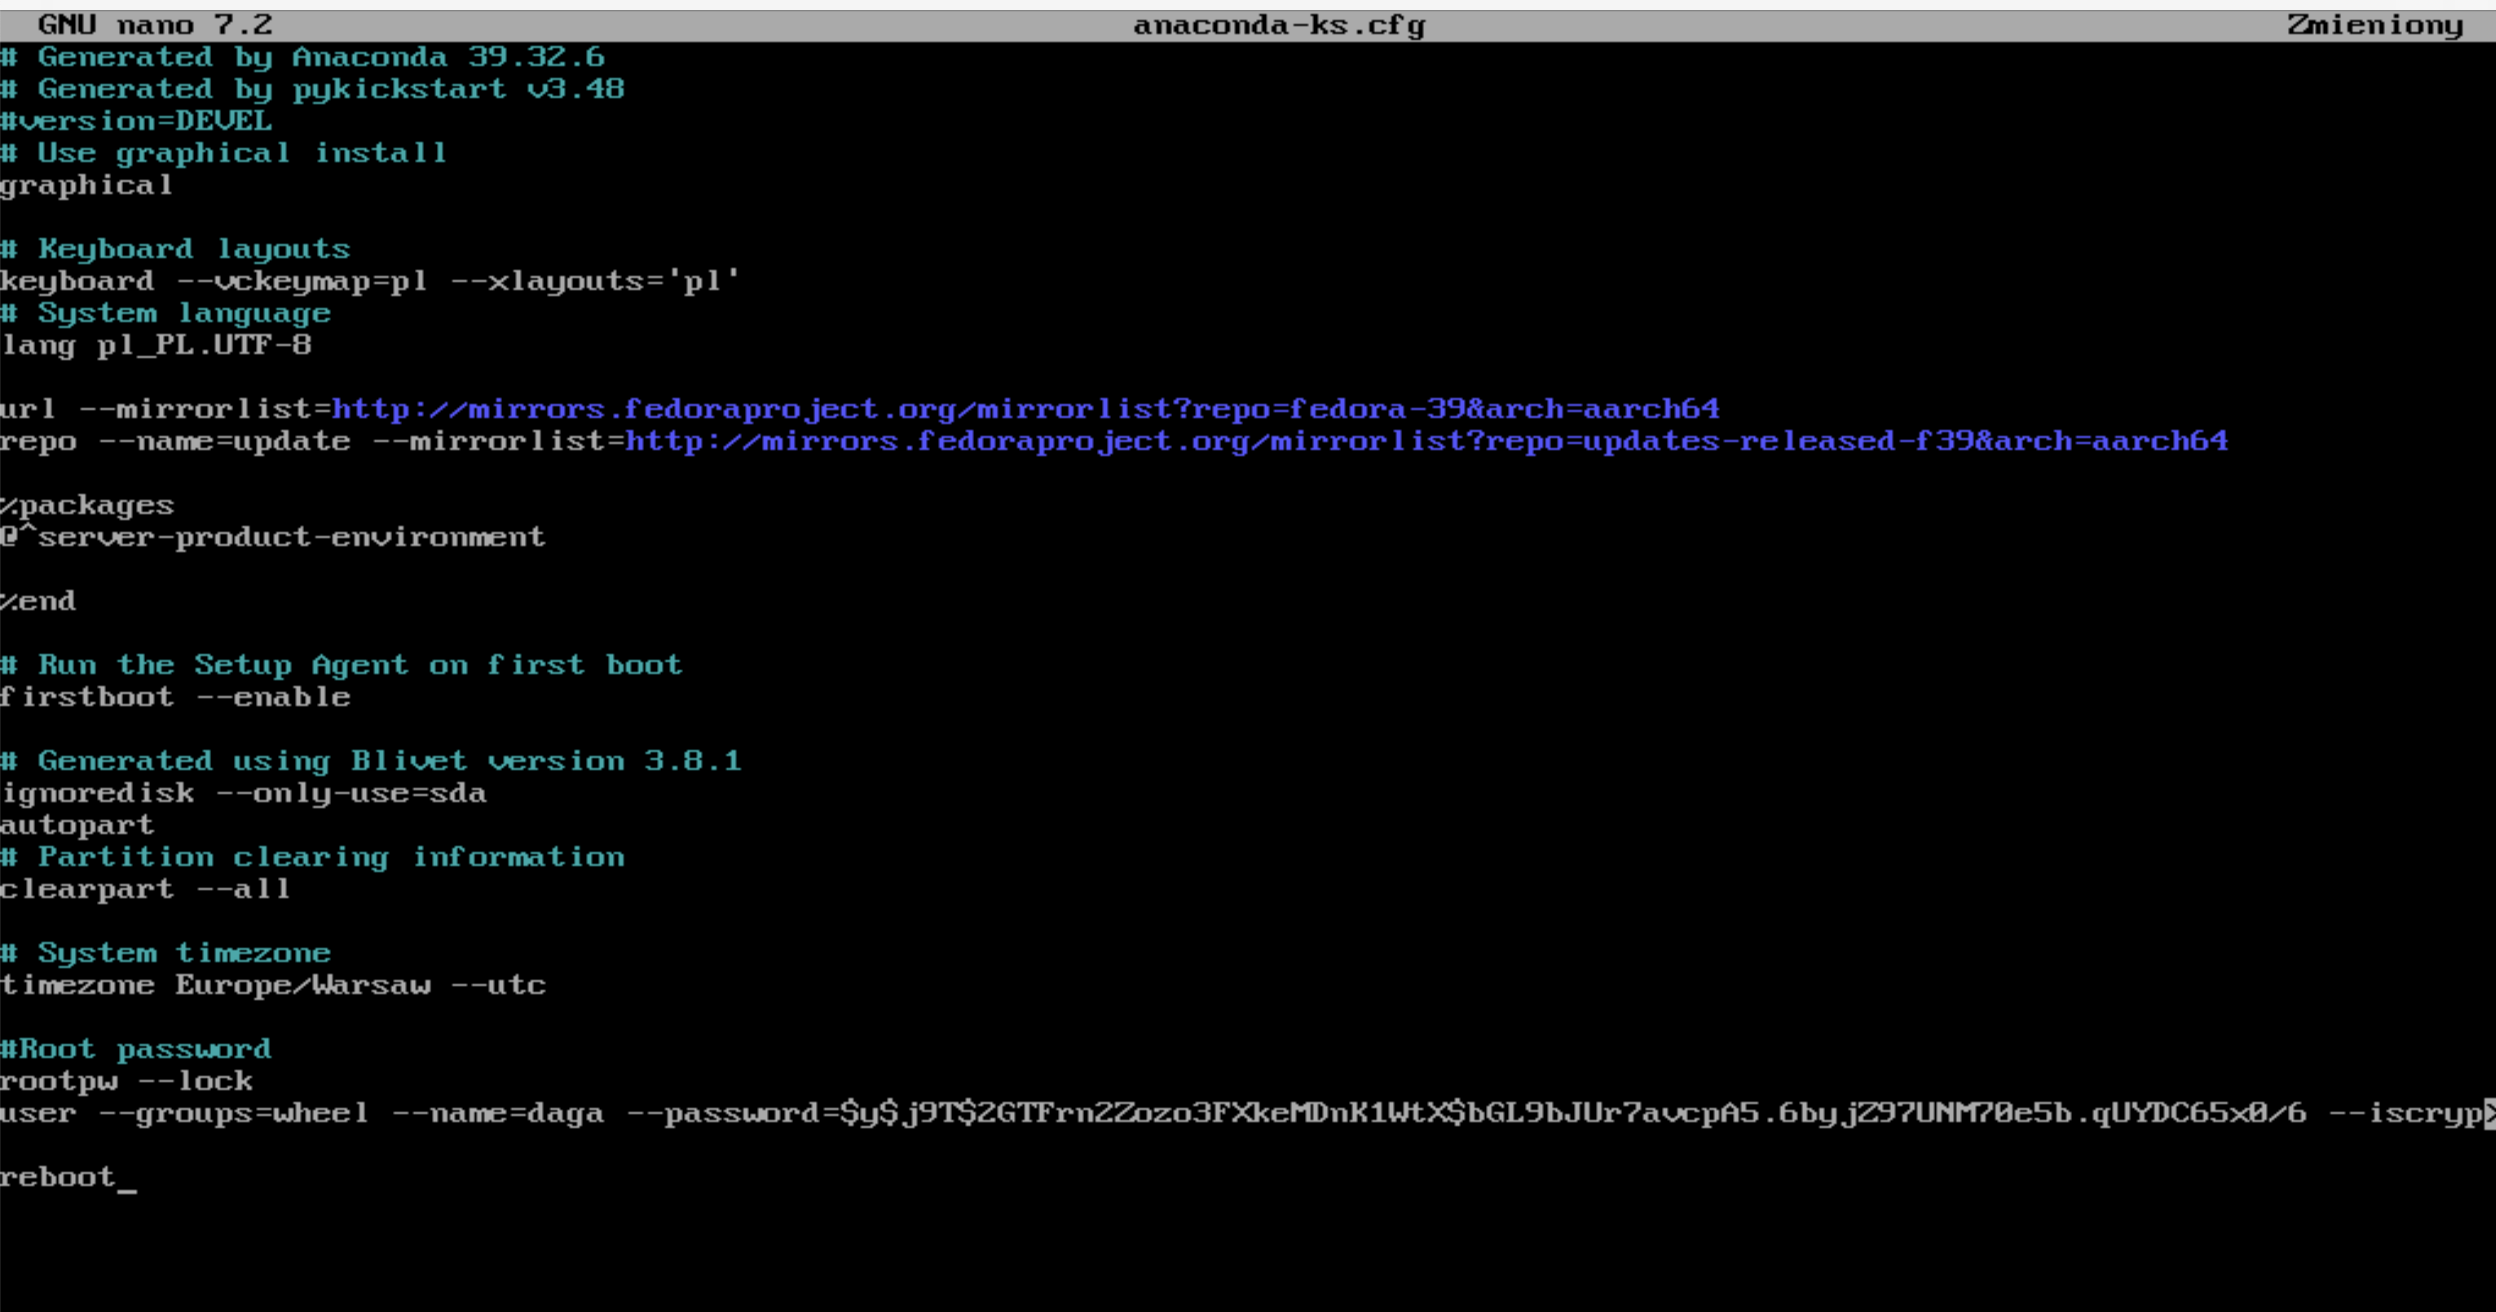 GNU nano 7.2 anaconda-ks.cfg Zmieniony
# Generated by Anaconda 39.32.6
# Generated by pykickstart v3.48
#version=DEVEL
# Use graphical install
graphical
# Keyboard layouts
keyboard --vckeymap=pl --xlayouts='pl'
# System language
lang pl_PL.UTF-8
url --mirrorlist=http://mirrors.fedoraproject.org/mirrorlist?repo=fedora-39&arch=aarch64
repo --name=update --mirrorlist=http://mirrors.fedoraproject.org/mirrorlist?repo=updates-released-f39&arch=aarch64
%packages
@^server-product-environment
%end
# Run the Setup Agent on first boot
firstboot --enable
# Generated using Blivet version 3.8.1
ignoredisk --only-use=sda
autopart
# Partition clearing information
clearpart --all
# System timezone
timezone Europe/Warsaw --utc
#Root password
rootpw --lock
user --groups=wheel --name=daga --password=$y$j9T$2GTFrn2Zozo3FXkeMDnK1WtX$bGL9bJUr7avcpA5.6byjZ97UNM70e5b.qUYDC65x0/6 --iscryp>
reboot_